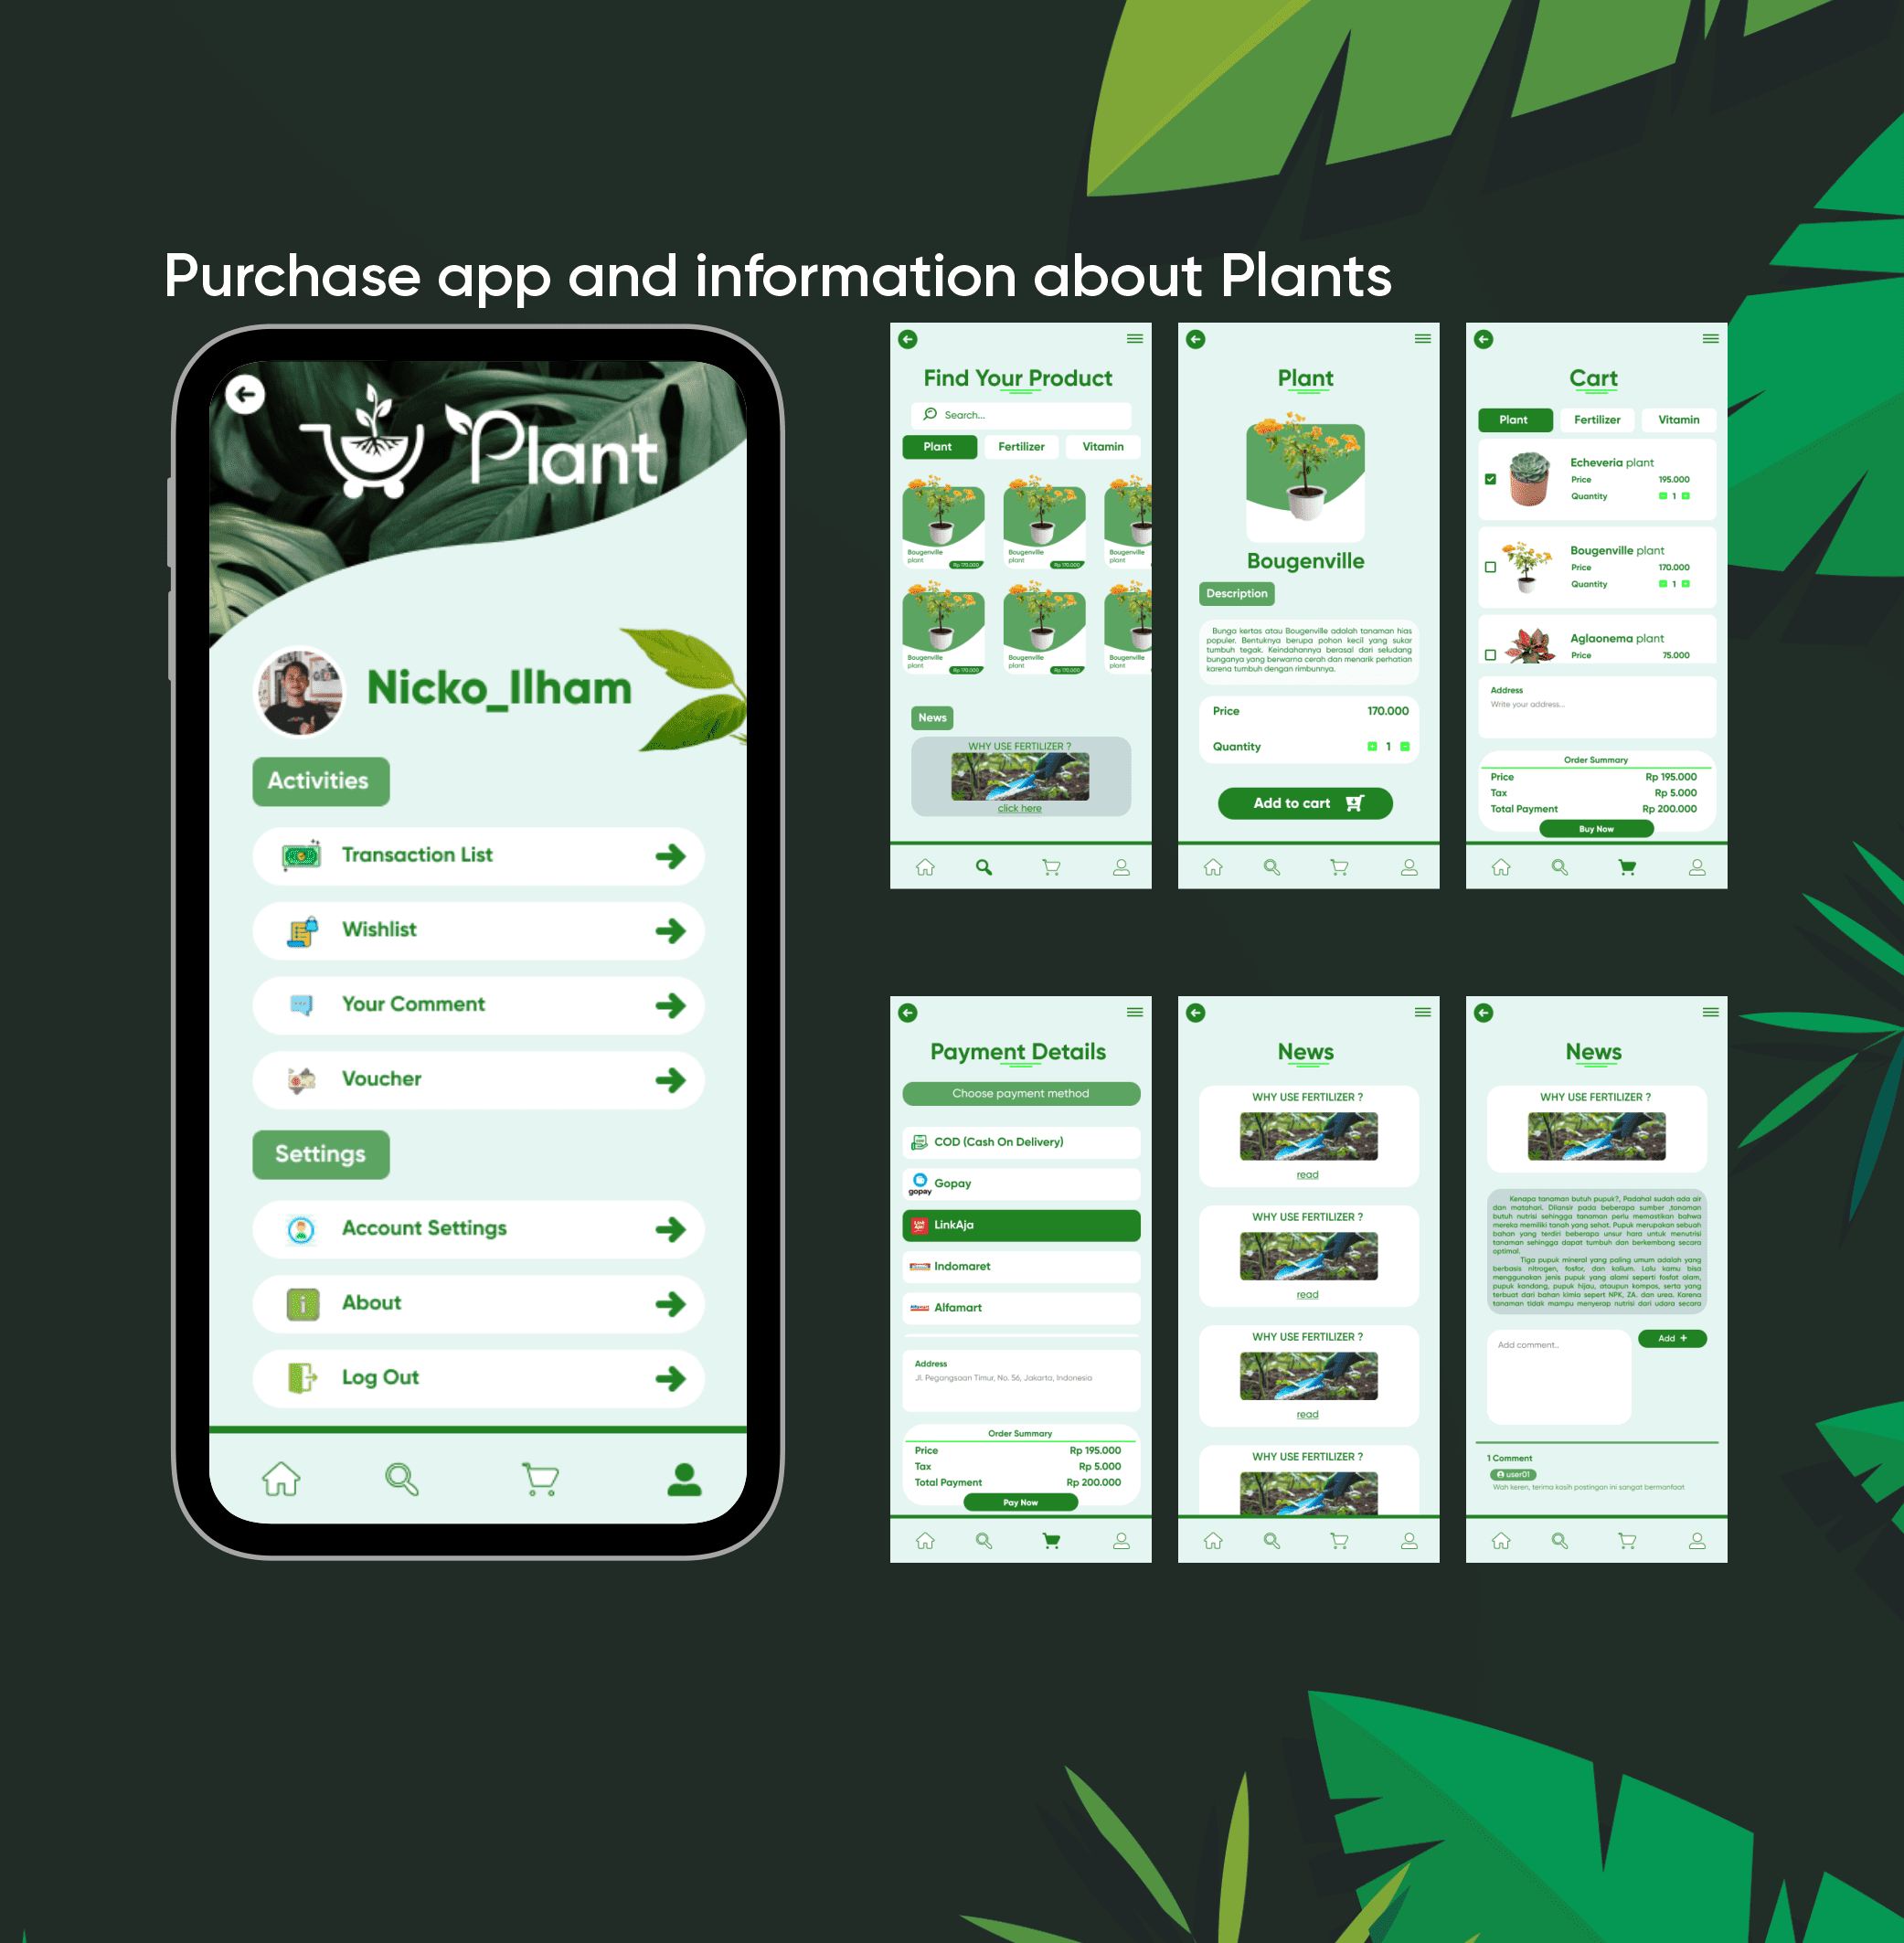 Purchase app and information about Plants
Plant
Nicko_Ilham
Activities
Transaction List
Wishlist
Your Comment
Voucher
Settings
Account Settings
About
Log Out
Find Your Product
Search...
Plant Fertilizer Vitamin
Bougenville plant Rp 170.000
Bougenville plant Rp 170.000
Bougenville plant
Bougenville plant Rp 170.000
Bougenville plant Rp 170.000
Bougenville plant
News
WHY USE FERTILIZER ?
click here
Plant
Bougenville
Description
Bunga kertas atau Bougenville adalah tanaman hias
populer. Bentuknya berupa pohon kecil yang sukar
tumbuh tegak. Keindahannya berasal dari seludang
bunganya yang berwarna cerah dan menarik perhatian
karena tumbuh dengan rimbunnya.
Price 170.000
Quantity 1
Add to cart
Cart
Plant Fertilizer Vitamin
Echeveria plant
Price 195.000
Quantity 1
Bougenville plant
Price 170.000
Quantity 1
Aglaonema plant
Price 75.000
Address
Write your address...
Order Summary
Price Rp 195.000
Tax Rp 5.000
Total Payment Rp 200.000
Buy Now
Payment Details
Choose payment method
COD (Cash On Delivery)
gopay Gopay
LinkAja
Indomaret
Alfamart
Address
Jl. Pegangsaan Timur, No. 56, Jakarta, Indonesia
Order Summary
Price Rp 195.000
Tax Rp 5.000
Total Payment Rp 200.000
Pay Now
News
WHY USE FERTILIZER ?
read
WHY USE FERTILIZER ?
read
WHY USE FERTILIZER ?
read
WHY USE FERTILIZER ?
News
WHY USE FERTILIZER ?
Kenapa tanaman butuh pupuk?, Padahal sudah ada air
dan matahari. Dilansir pada beberapa sumber ,tanaman
butuh nutrisi sehingga tanaman perlu memastikan bahwa
mereka memiliki tanah yang sehat. Pupuk merupakan sebuah
bahan yang terdiri beberapa unsur hara untuk menutrisi
tanaman sehingga dapat tumbuh dan berkembang secara
optimal.
Tiga pupuk mineral yang paling umum adalah yang
berbasis nitrogen, fosfor, dan kalium. Lalu kamu bisa
menggunakan jenis pupuk yang alami seperti fosfat alam,
pupuk kandang, pupuk hijau, ataupun kompos, serta yang
terbuat dari bahan kimia sepert NPK, ZA. dan urea. Karena
tanaman tidak mampu menyerap nutrisi dari udara secara
Add comment..
Add +
1 Comment
user01
Wah keren, terima kasih postingan ini sangat bermanfaat